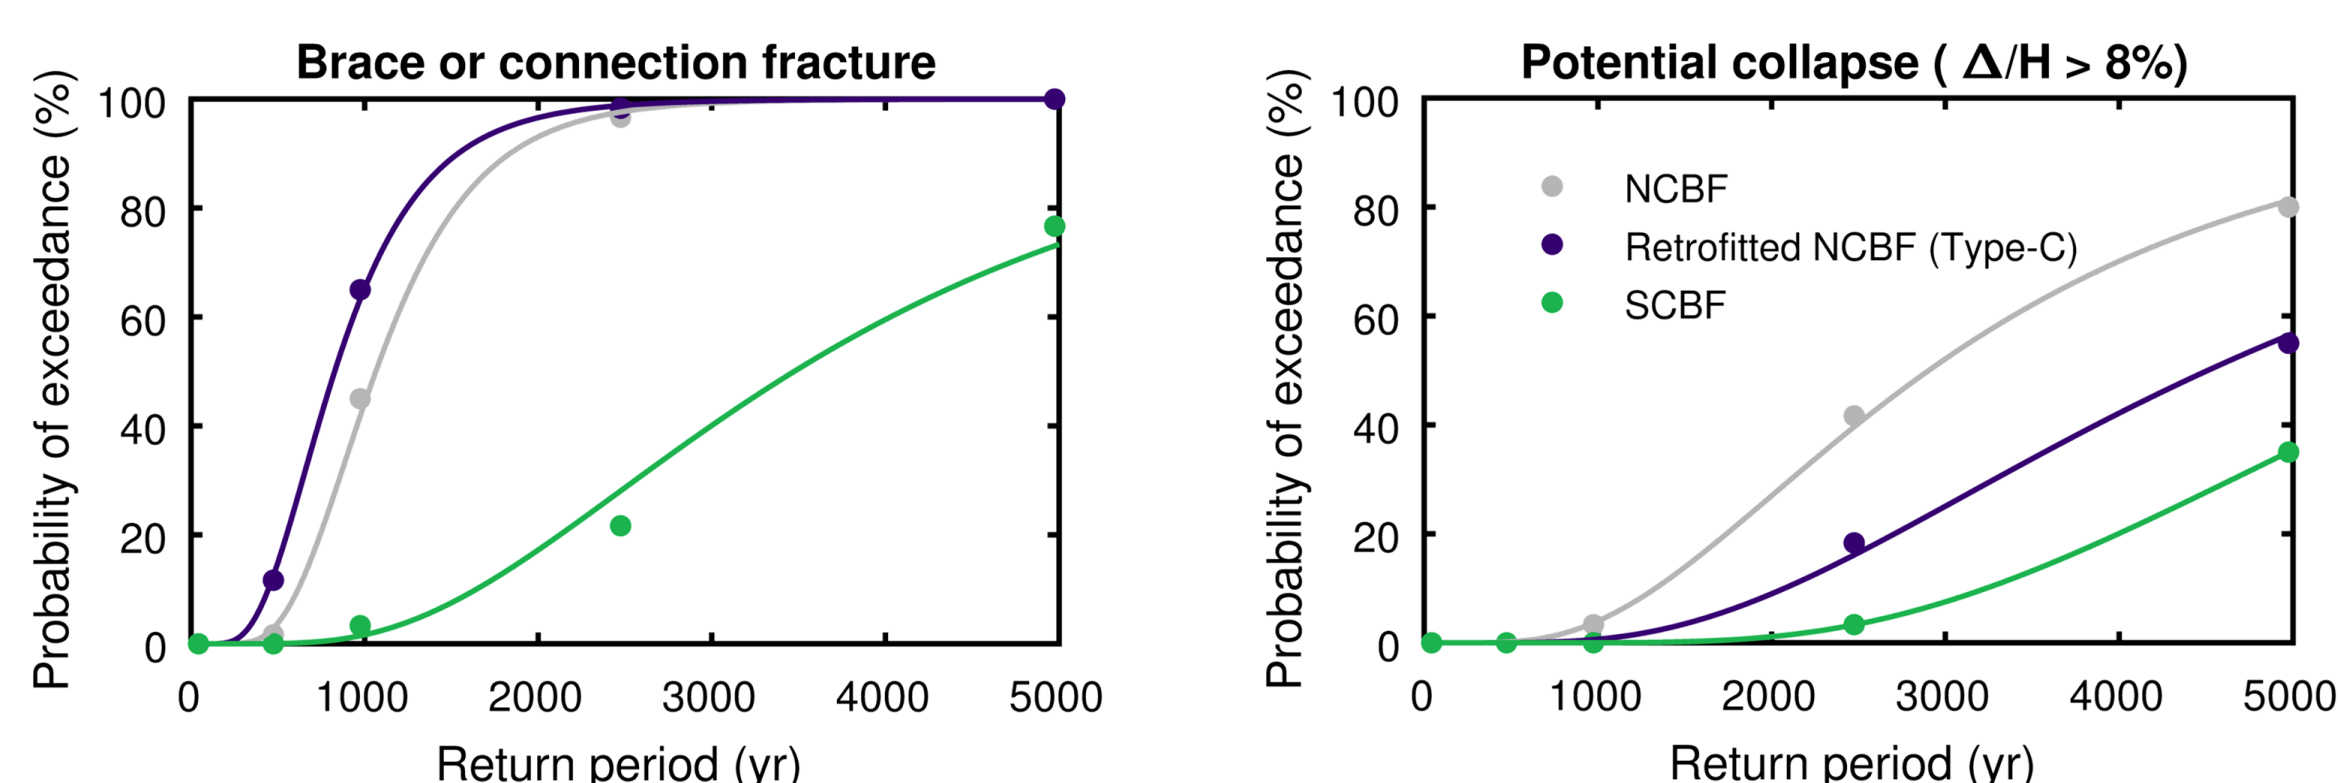 Brace or connection fracture
Probability of exceedance (%)
100
80
60
40
20
0
0 1000 2000 3000 4000 5000
Return period (yr)
Potential collapse ( Δ/H > 8%)
Probability of exceedance (%)
100
80
60
40
20
0
NCBF
Retrofitted NCBF (Type-C)
SCBF
0 1000 2000 3000 4000 5000
Return period (yr)